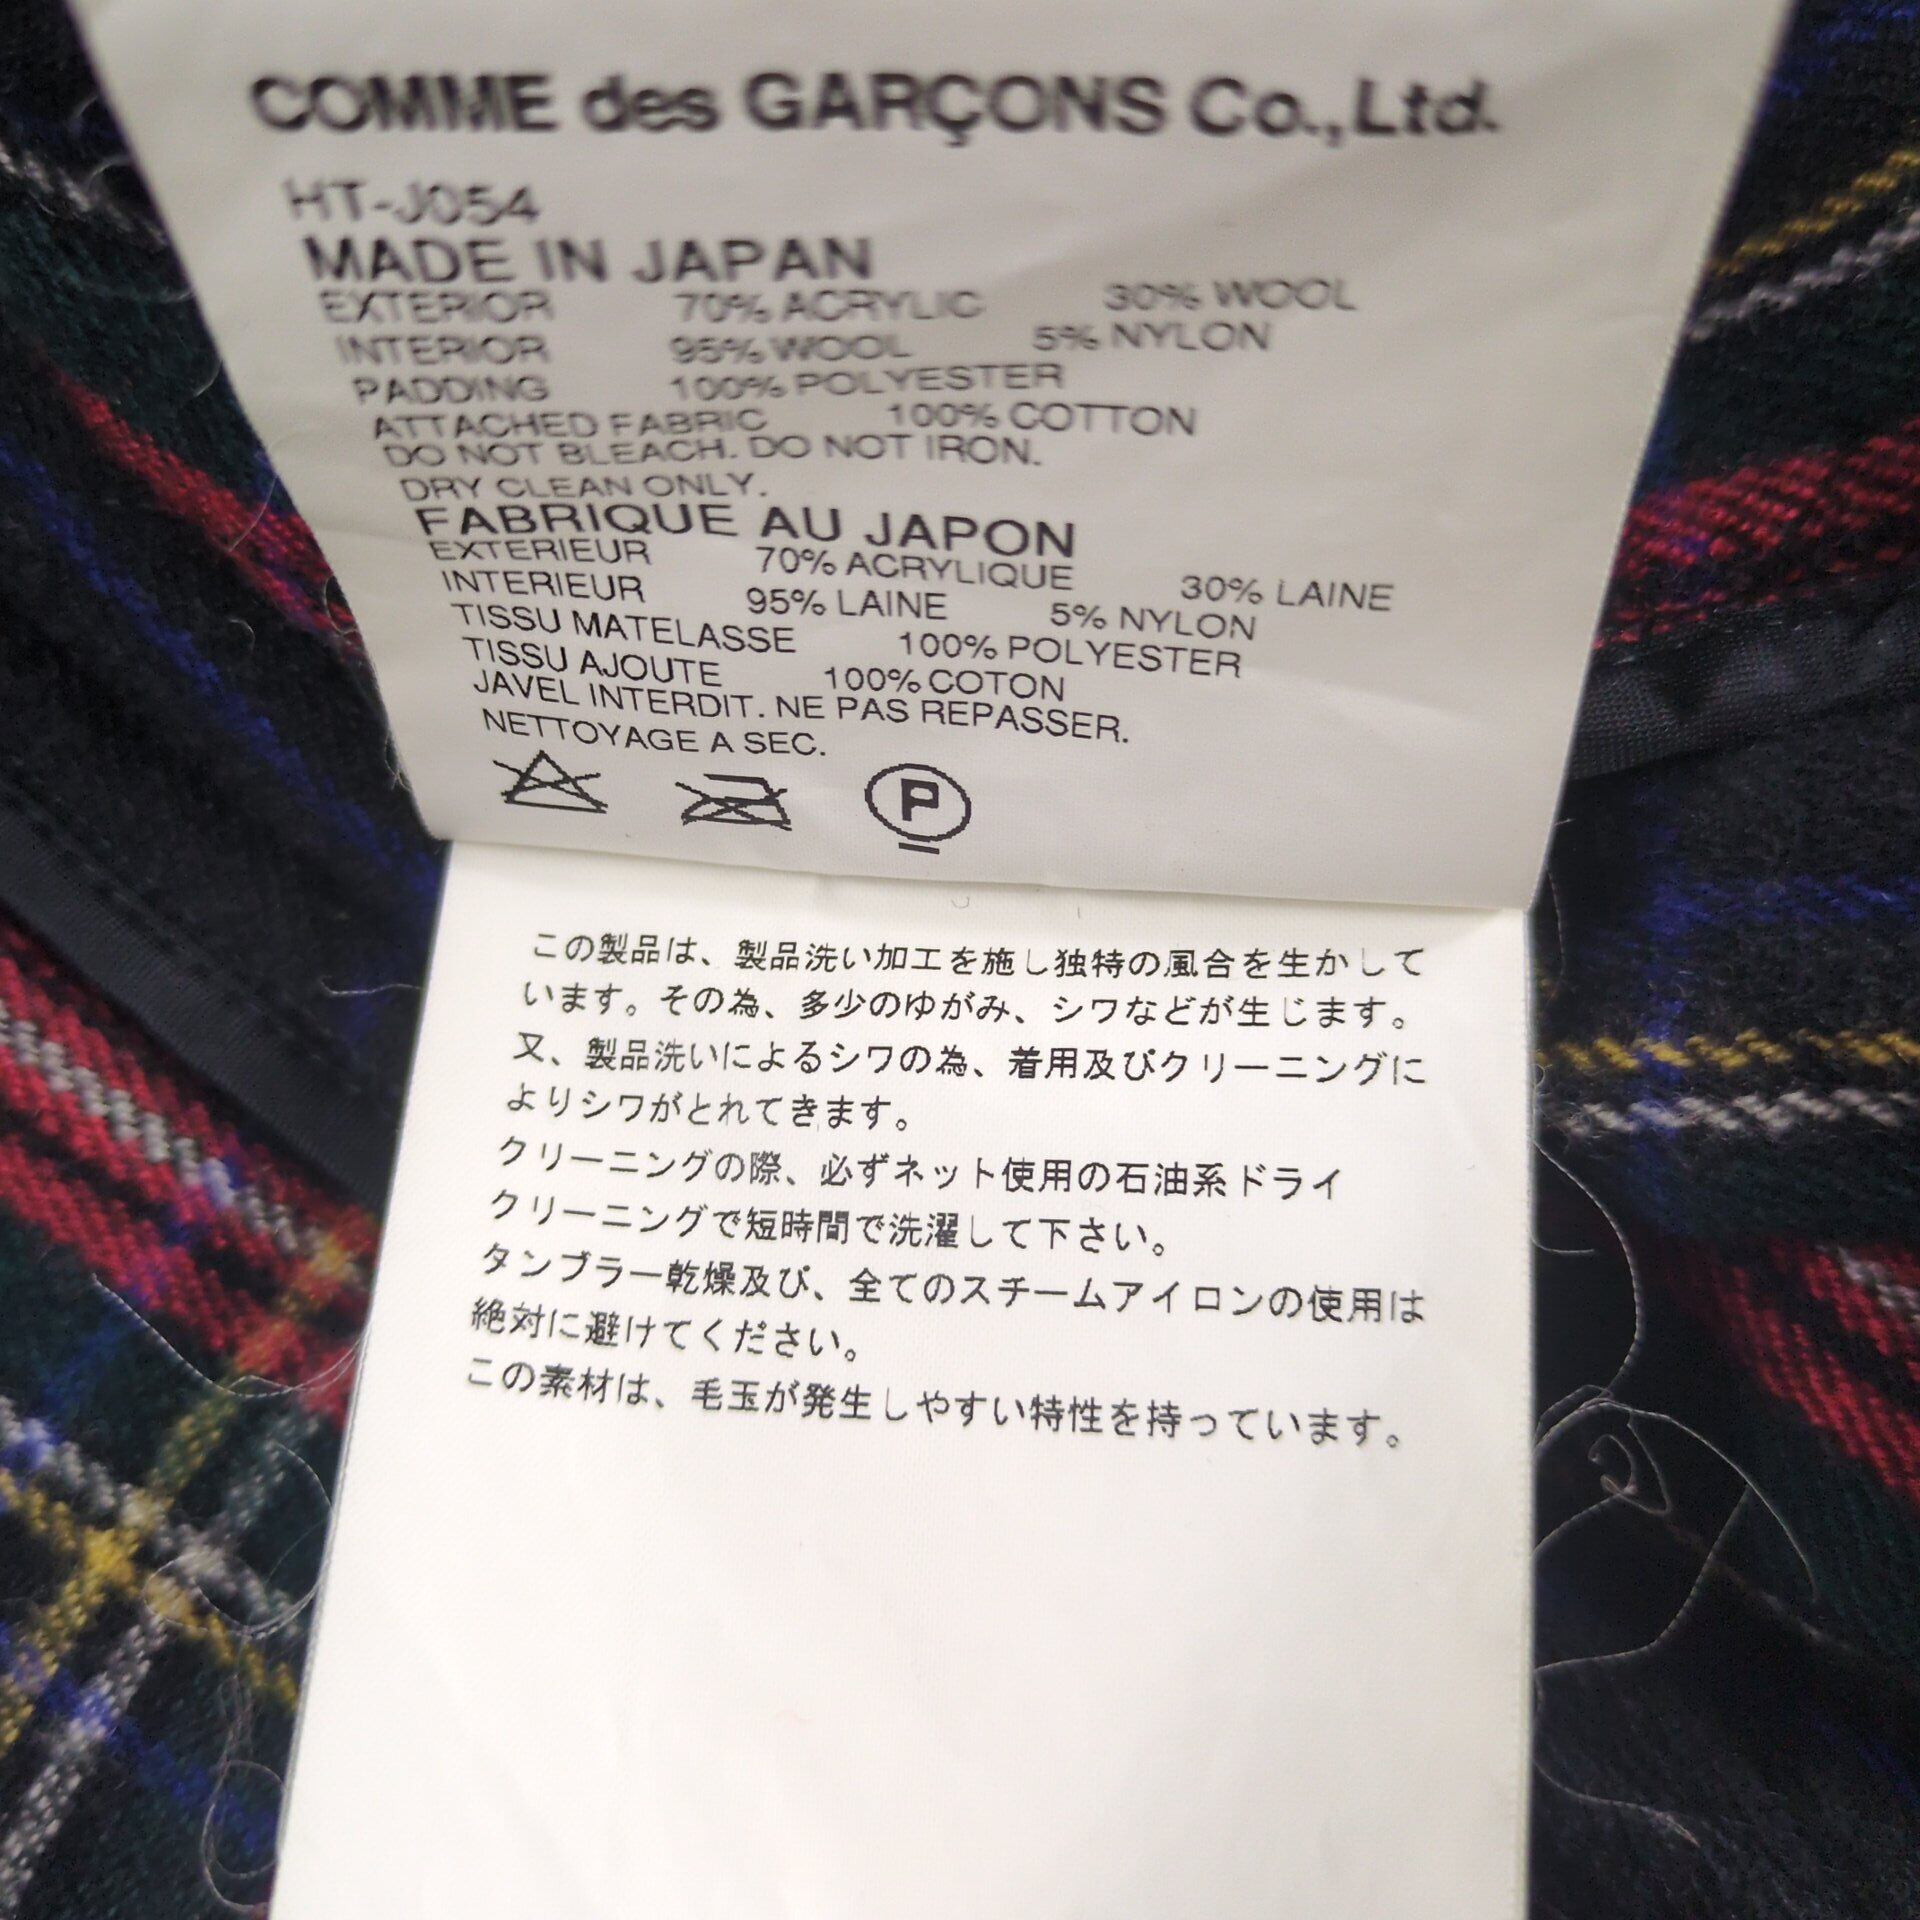 COMME des GARÇONS Co.,Ltd.
HT-J054
MADE IN JAPAN
EXTERIOR 70% ACRYLIC 30% WOOL
INTERIOR 95% WOOL 5% NYLON
PADDING 100% POLYESTER
ATTACHED FABRIC 100% COTTON
DO NOT BLEACH. DO NOT IRON.
DRY CLEAN ONLY.
FABRIQUE AU JAPON
EXTERIEUR 70% ACRYLIQUE 30% LAINE
INTERIEUR 95% LAINE 5% NYLON
TISSU MATELASSE 100% POLYESTER
TISSU AJOUTE 100% COTON
JAVEL INTERDIT. NE PAS REPASSER.
NETTOYAGE A SEC.
P
この製品は、製品洗い加工を施し独特の風合を生かして
います。その為、多少のゆがみ、シワなどが生じます。
又、製品洗いによるシワの為、着用及びクリーニングに
よりシワがとれてきます。
クリーニングの際、必ずネット使用の石油系ドライ
クリーニングで短時間で洗濯して下さい。
タンブラー乾燥及び、全てのスチームアイロンの使用は
絶対に避けてください。
この素材は、毛玉が発生しやすい特性を持っています。